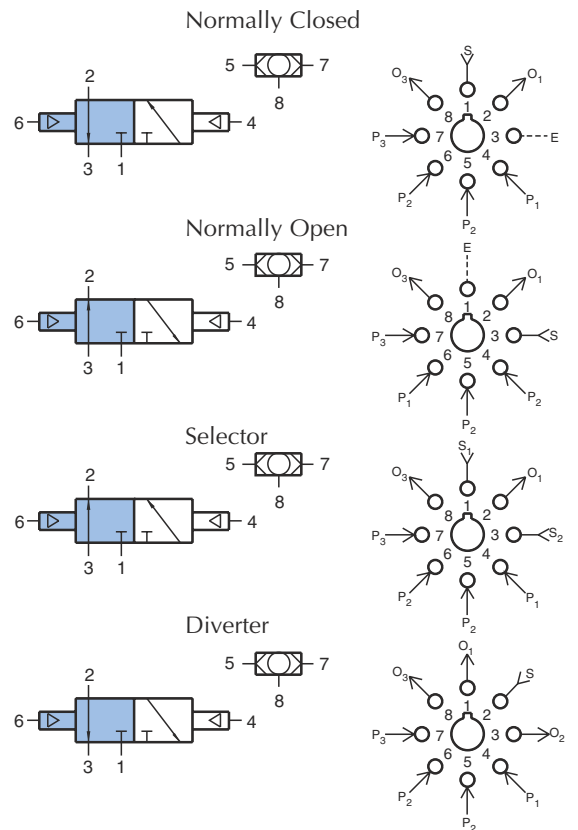 Normally Closed
2
5 7
8
6 4
3 1
S
O3 O1
1
8 2
P3 7 3 E
6 4
5
P2 P1
P2
Normally Open
2
5 7
8
6 4
3 1
E
O3 O1
1
8 2
P3 7 3 S
6 4
5
P1 P2
P2
Selector
2
5 7
8
6 4
3 1
S1
O3 O1
1
8 2
P3 7 3 S2
6 4
5
P2 P1
P2
Diverter
2
5 7
8
6 4
3 1
O1
O3 S
1
8 2
P3 7 3 O2
6 4
5
P2 P1
P2